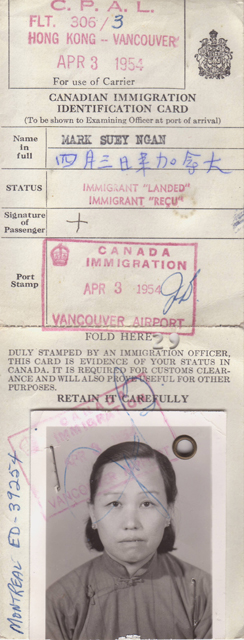 C. P. A. L.
FLT. 306/3
HONG KONG - VANCOUVER
APR 3 1954
For use of Carrier
CANADIAN IMMIGRATION
IDENTIFICATION CARD
(To be shown to Examining Officer at port of arrival)
Name in full
MARK SUEY NGAN
四月三日来加拿大
STATUS
IMMIGRANT "LANDED"
IMMIGRANT "REÇU"
Signature of Passenger
+
Port Stamp
CANADA
IMMIGRATION
APR 3 1954
VANCOUVER AIRPORT
29
FOLD HERE
DULY STAMPED BY AN IMMIGRATION OFFICER,
THIS CARD IS EVIDENCE OF YOUR STATUS IN
CANADA. IT IS REQUIRED FOR CUSTOMS CLEAR-
ANCE AND WILL ALSO PROVE USEFUL FOR OTHER
PURPOSES.
RETAIN IT CAREFULLY
CANADA
IMMIGRATION
MONTREAL ED-39254